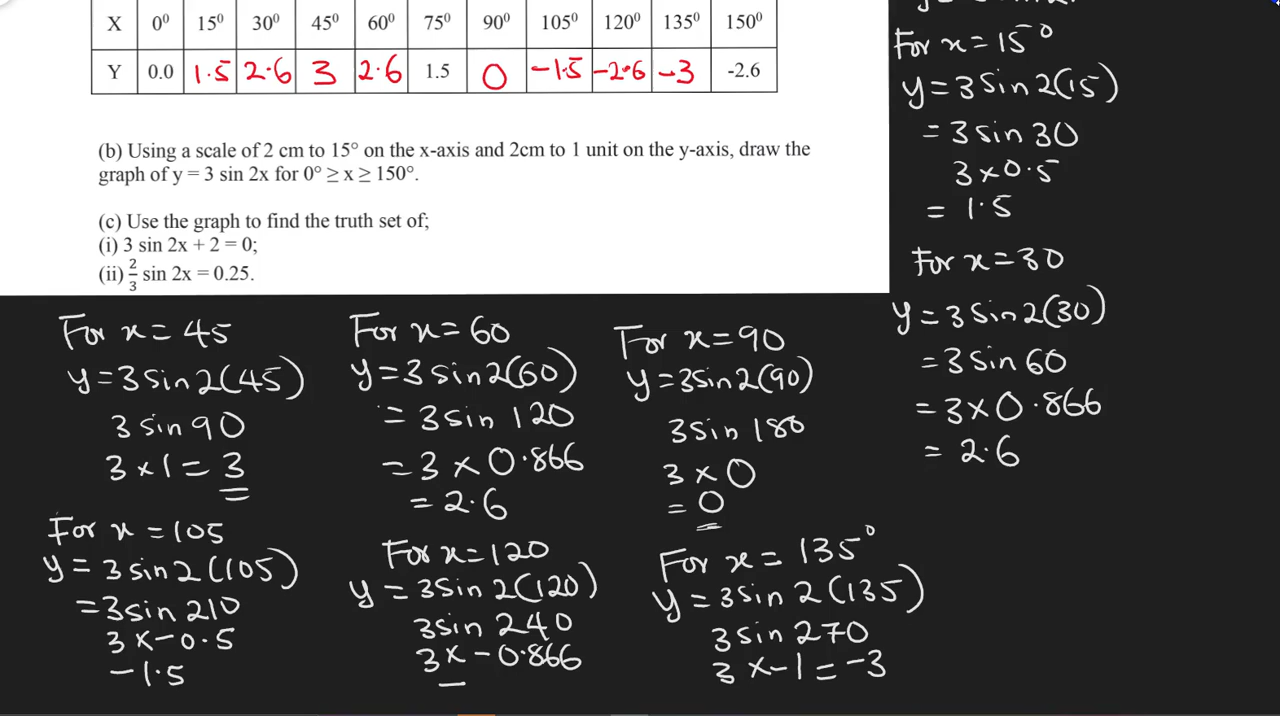 X 0⁰ 15⁰ 30⁰ 45⁰ 60⁰ 75⁰ 90⁰ 105⁰ 120⁰ 135⁰ 150⁰
Y 0.0 1.5 2.6 3 2.6 1.5 0 -1.5 -2.6 -3 -2.6
(b) Using a scale of 2 cm to 15° on the x-axis and 2cm to 1 unit on the y-axis, draw the
graph of y = 3 sin 2x for 0° ≥ x ≥ 150°.
(c) Use the graph to find the truth set of;
(i) 3 sin 2x + 2 = 0;
(ii) 2/3 sin 2x = 0.25.
For x = 15⁰
y = 3 Sin 2(15)
= 3 sin 30
3 × 0.5
= 1.5
For x = 30
y = 3 Sin 2(30)
= 3 Sin 60
= 3 × 0.866
= 2.6
For x = 45
y = 3 Sin 2(45)
3 sin 90
3 × 1 = 3
For x = 60
y = 3 Sin 2(60)
= 3 sin 120
= 3 × 0.866
= 2.6
For x = 90
y = 3 Sin 2(90)
3 Sin 180
3 × 0
= 0
For x = 105
y = 3 sin 2(105)
= 3 sin 210
3 × -0.5
-1.5
For x = 120
y = 3 Sin 2(120)
3 sin 240
3 × -0.866
For x = 135⁰
y = 3 Sin 2(135)
3 Sin 270
3 × -1 = -3